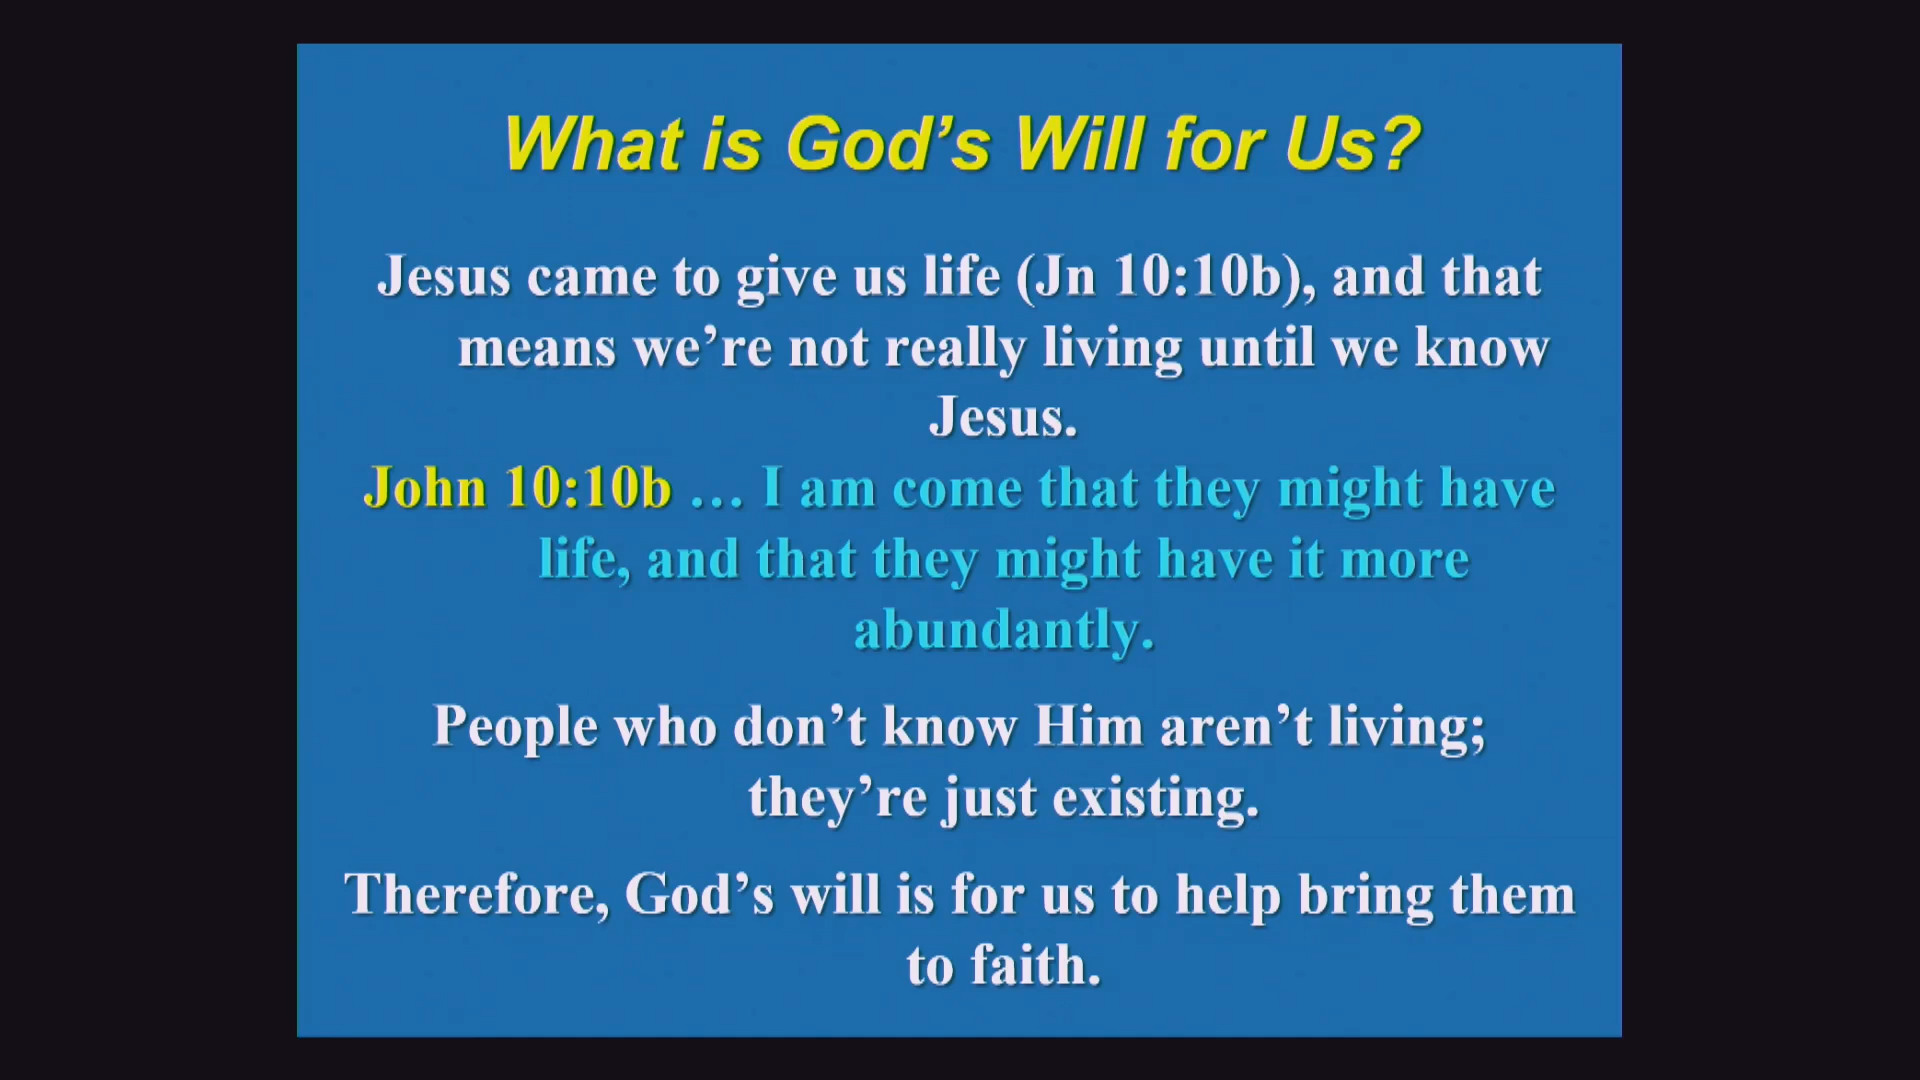 What is God’s Will for Us?
Jesus came to give us life (Jn 10:10b), and that
means we’re not really living until we know
Jesus.
John 10:10b … I am come that they might have
life, and that they might have it more
abundantly.
People who don’t know Him aren’t living;
they’re just existing.
Therefore, God’s will is for us to help bring them
to faith.